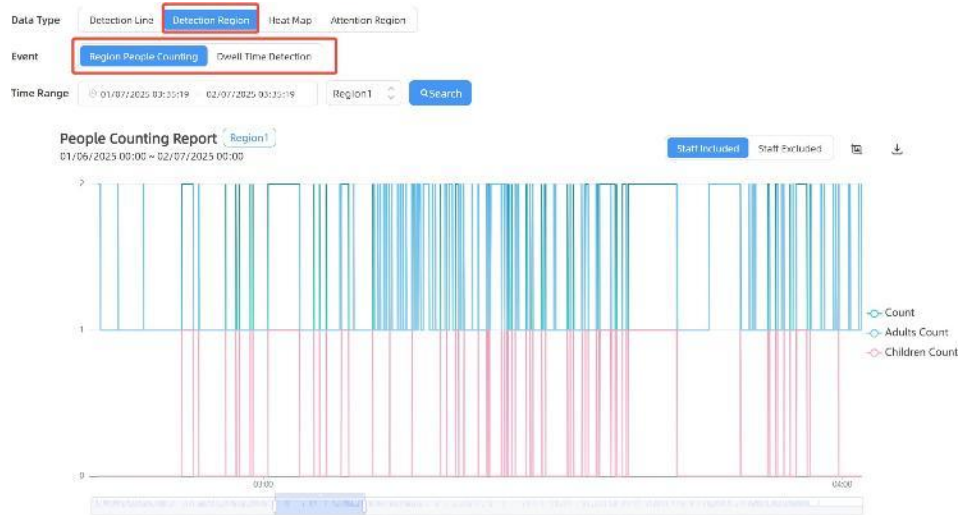 Data Type Detection Line Detection Region Heat Map Attention Region
Event Region People Counting Dwell Time Detection
Time Range 01/07/2025 03:35:19 02/07/2025 03:35:19 Region1 Search
People Counting Report Region1
01/06/2025 00:00 ~ 02/07/2025 00:00
Staff Included Staff Excluded
2
1
0
03:00 04:00
Count
Adults Count
Children Count